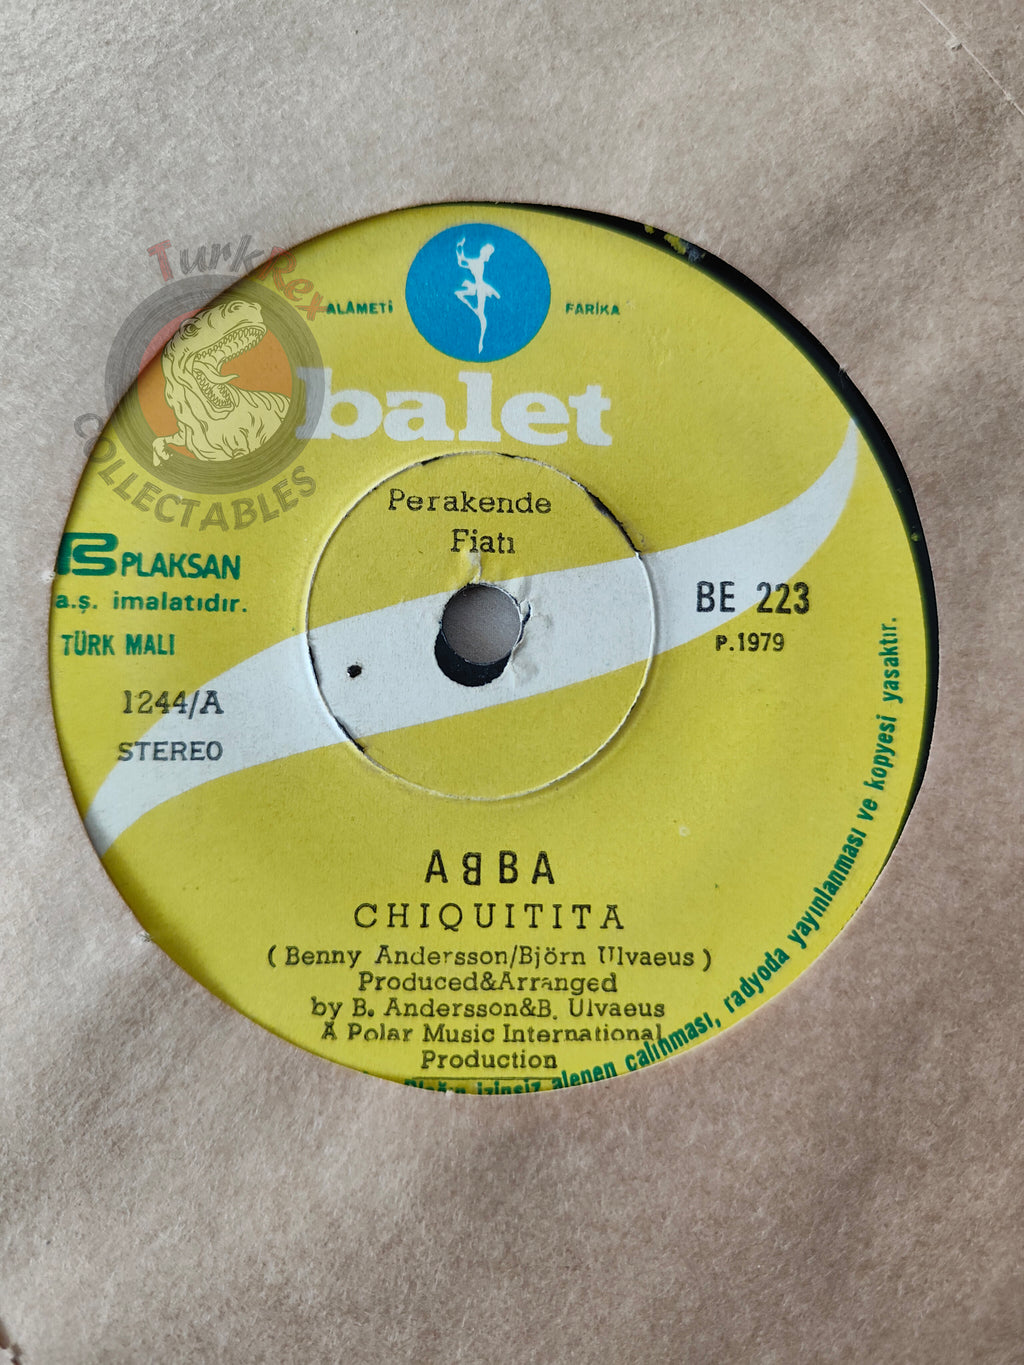 TurkRex
COLLECTABLES
ALÂMETİ FARİKA
balet
Perakende
Fiatı
PLAKSAN
a.ş. imalatıdır.
TÜRK MALI
1244/A
STEREO
BE 223
P.1979
ABBA
CHIQUITITA
( Benny Andersson/Björn Ulvaeus )
Produced&Arranged
by B. Andersson&B. Ulvaeus
A Polar Music International
Production
izinsiz alenen çalınması, radyoda yayınlanması ve kopyesi yasaktır.